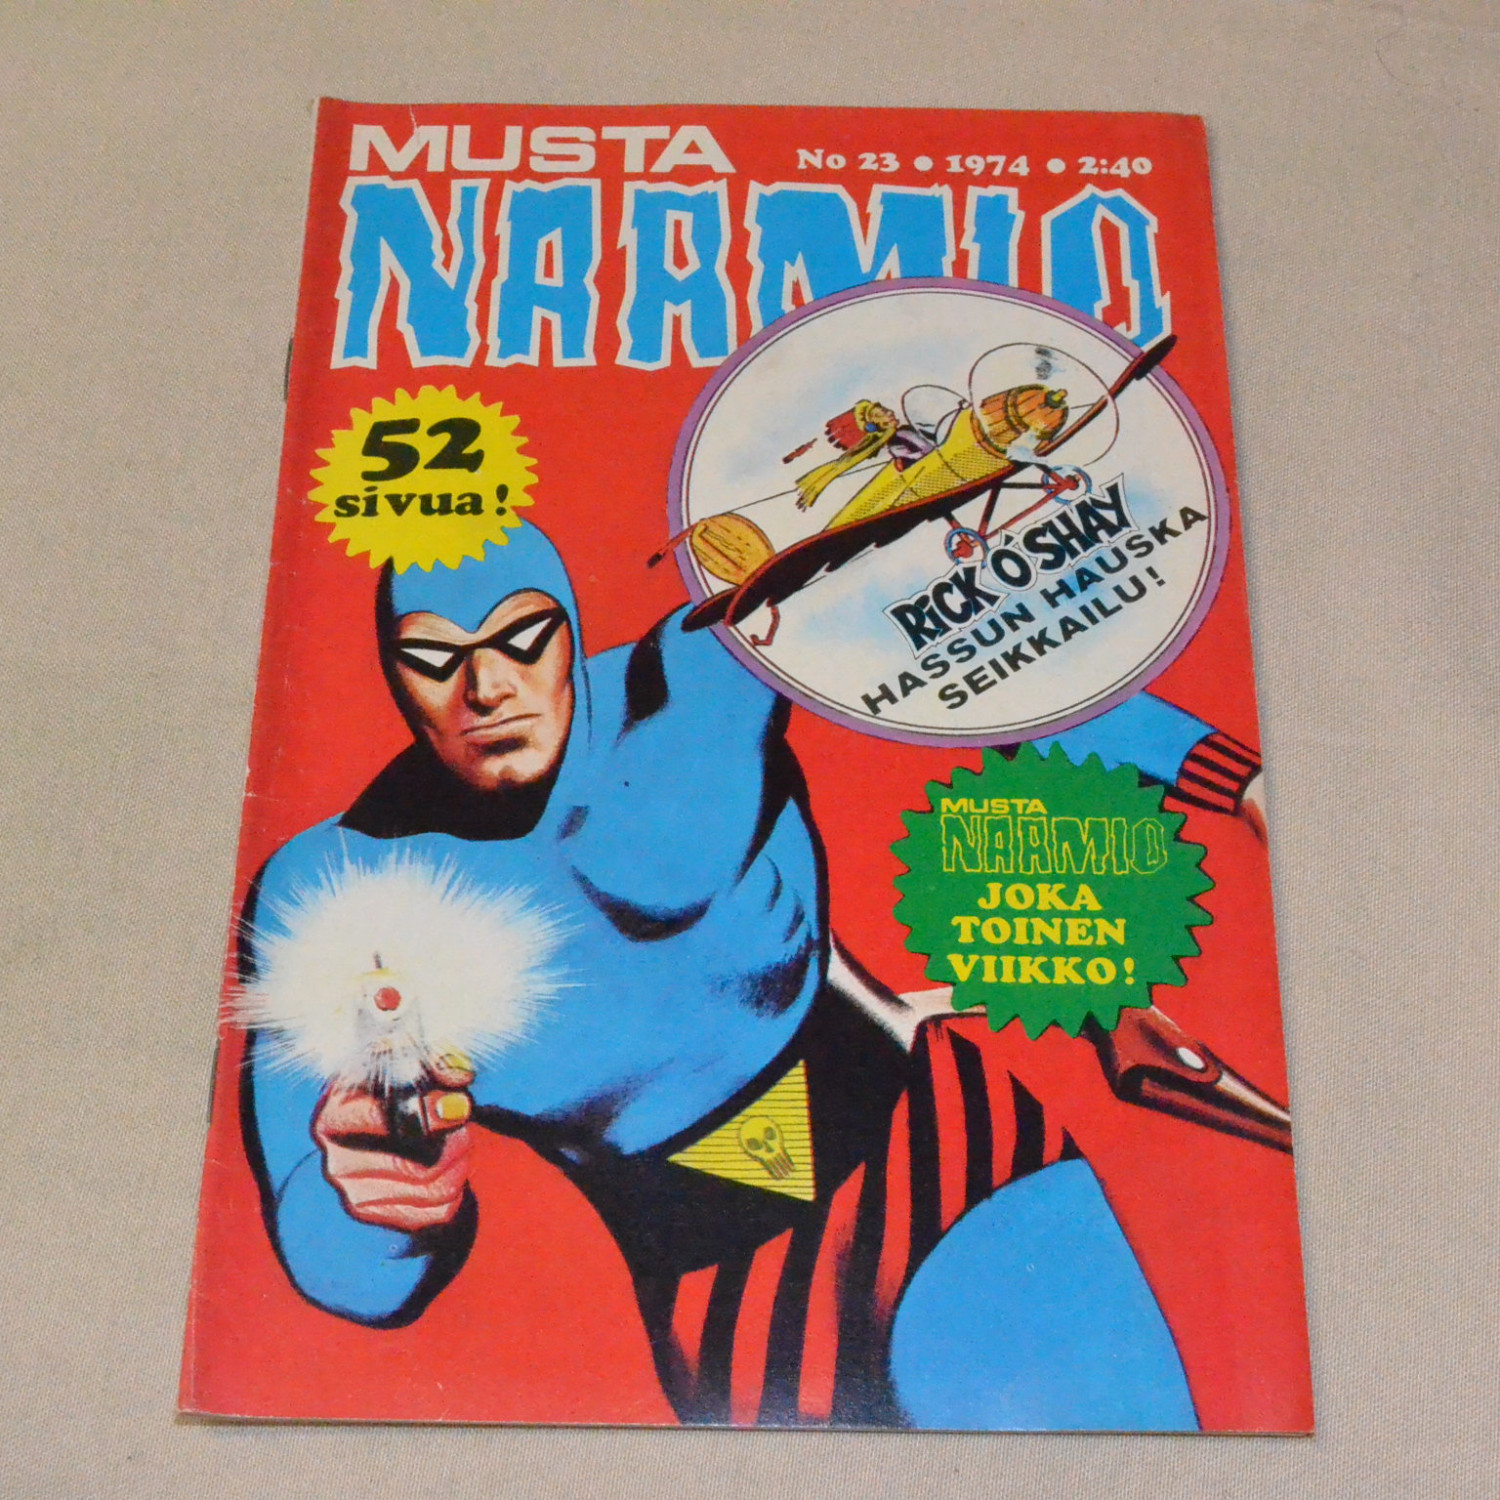 MUSTA
NAAMIO
No 23 • 1974 • 2:40
52
sivua!
RICK O'SHAY
HASSUN HAUSKA
SEIKKAILU!
MUSTA
NAAMIO
JOKA
TOINEN
VIIKKO!